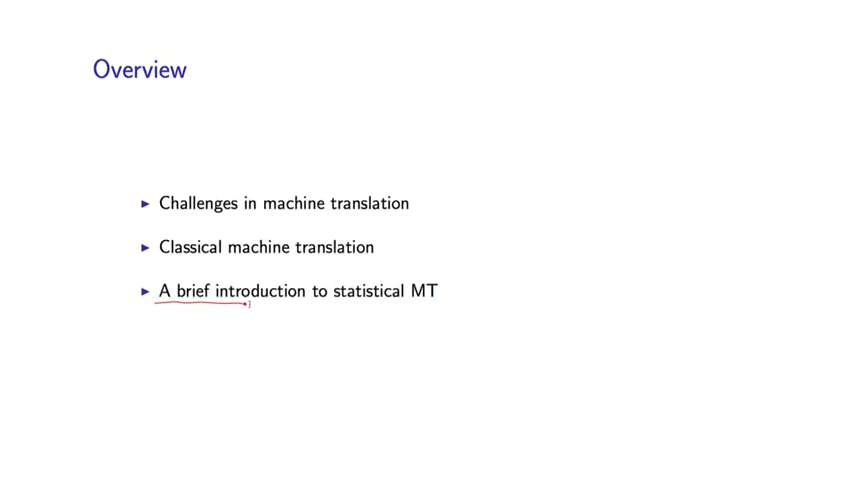 Overview
Challenges in machine translation
Classical machine translation
A brief introduction to statistical MT